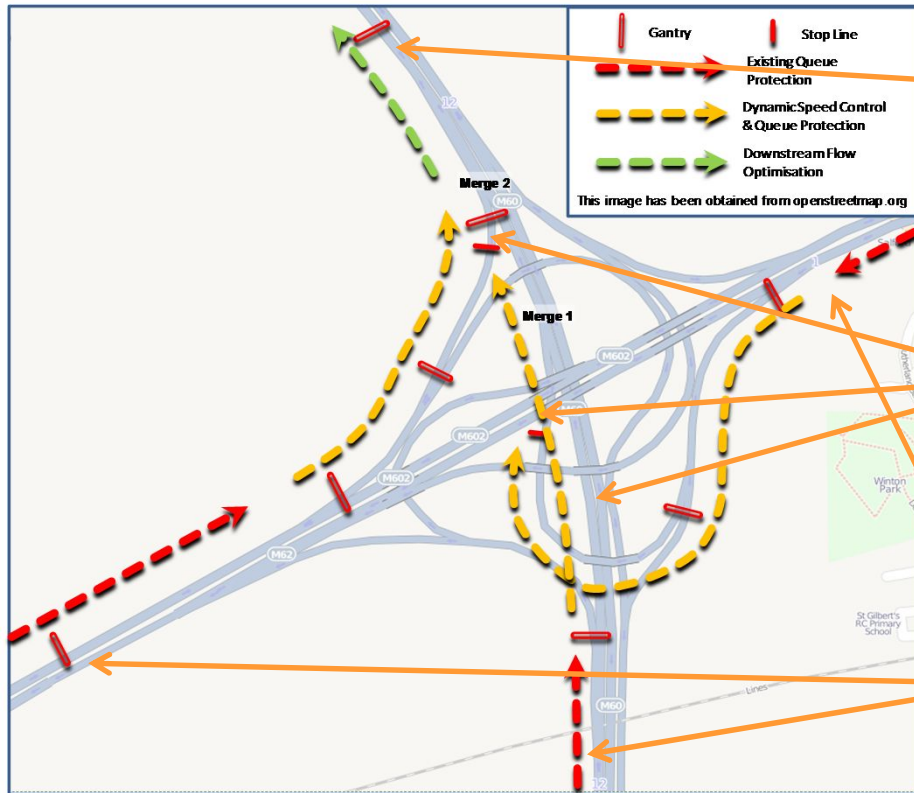 Gantry
Stop Line
Existing Queue
Protection
Dynamic Speed Control
& Queue Protection
Downstream Flow
Optimisation
This image has been obtained from openstreetmap.org
12
Merge 2
M60
1
Merge 1
M602
M602
M602
M62
Winton
Park
St Gilbert's
RC Primary
School
Lines
M60
12